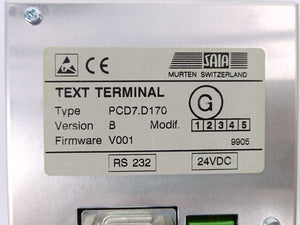 CE SAIA
MURTEN SWITZERLAND
TEXT TERMINAL
Type PCD7.D170 G
Version B Modif. 1 2 3 4 5
Firmware V001 9905
RS 232 24VDC